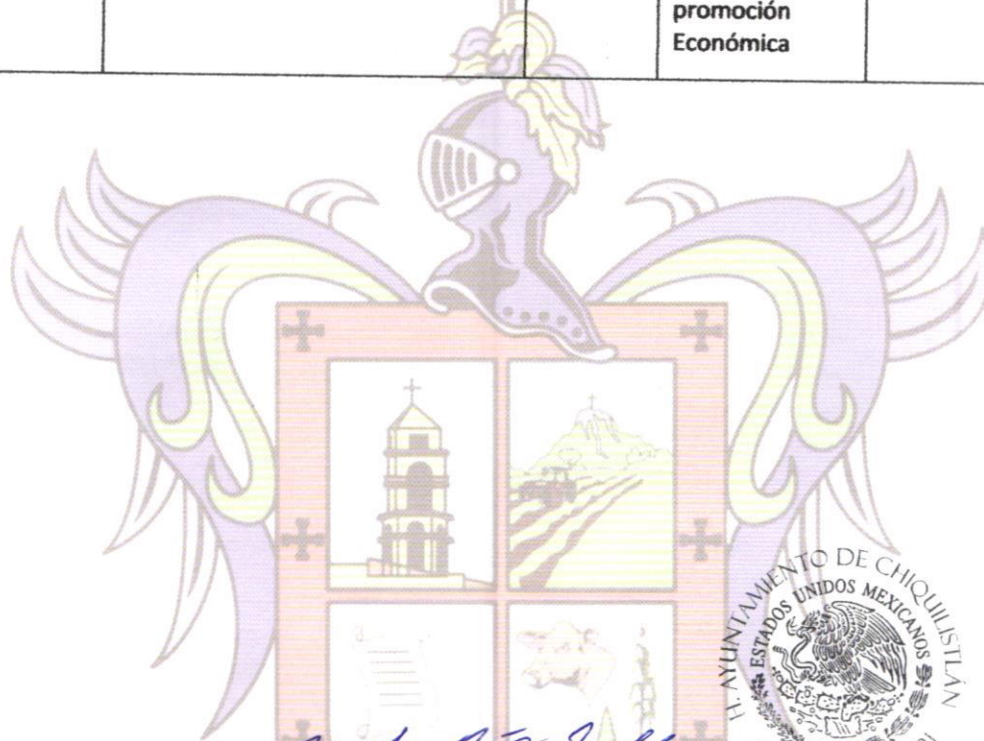 promoción
Económica
H. AYUNTAMIENTO DE CHIQUILISTLÁN
ESTADOS UNIDOS MEXICANOS